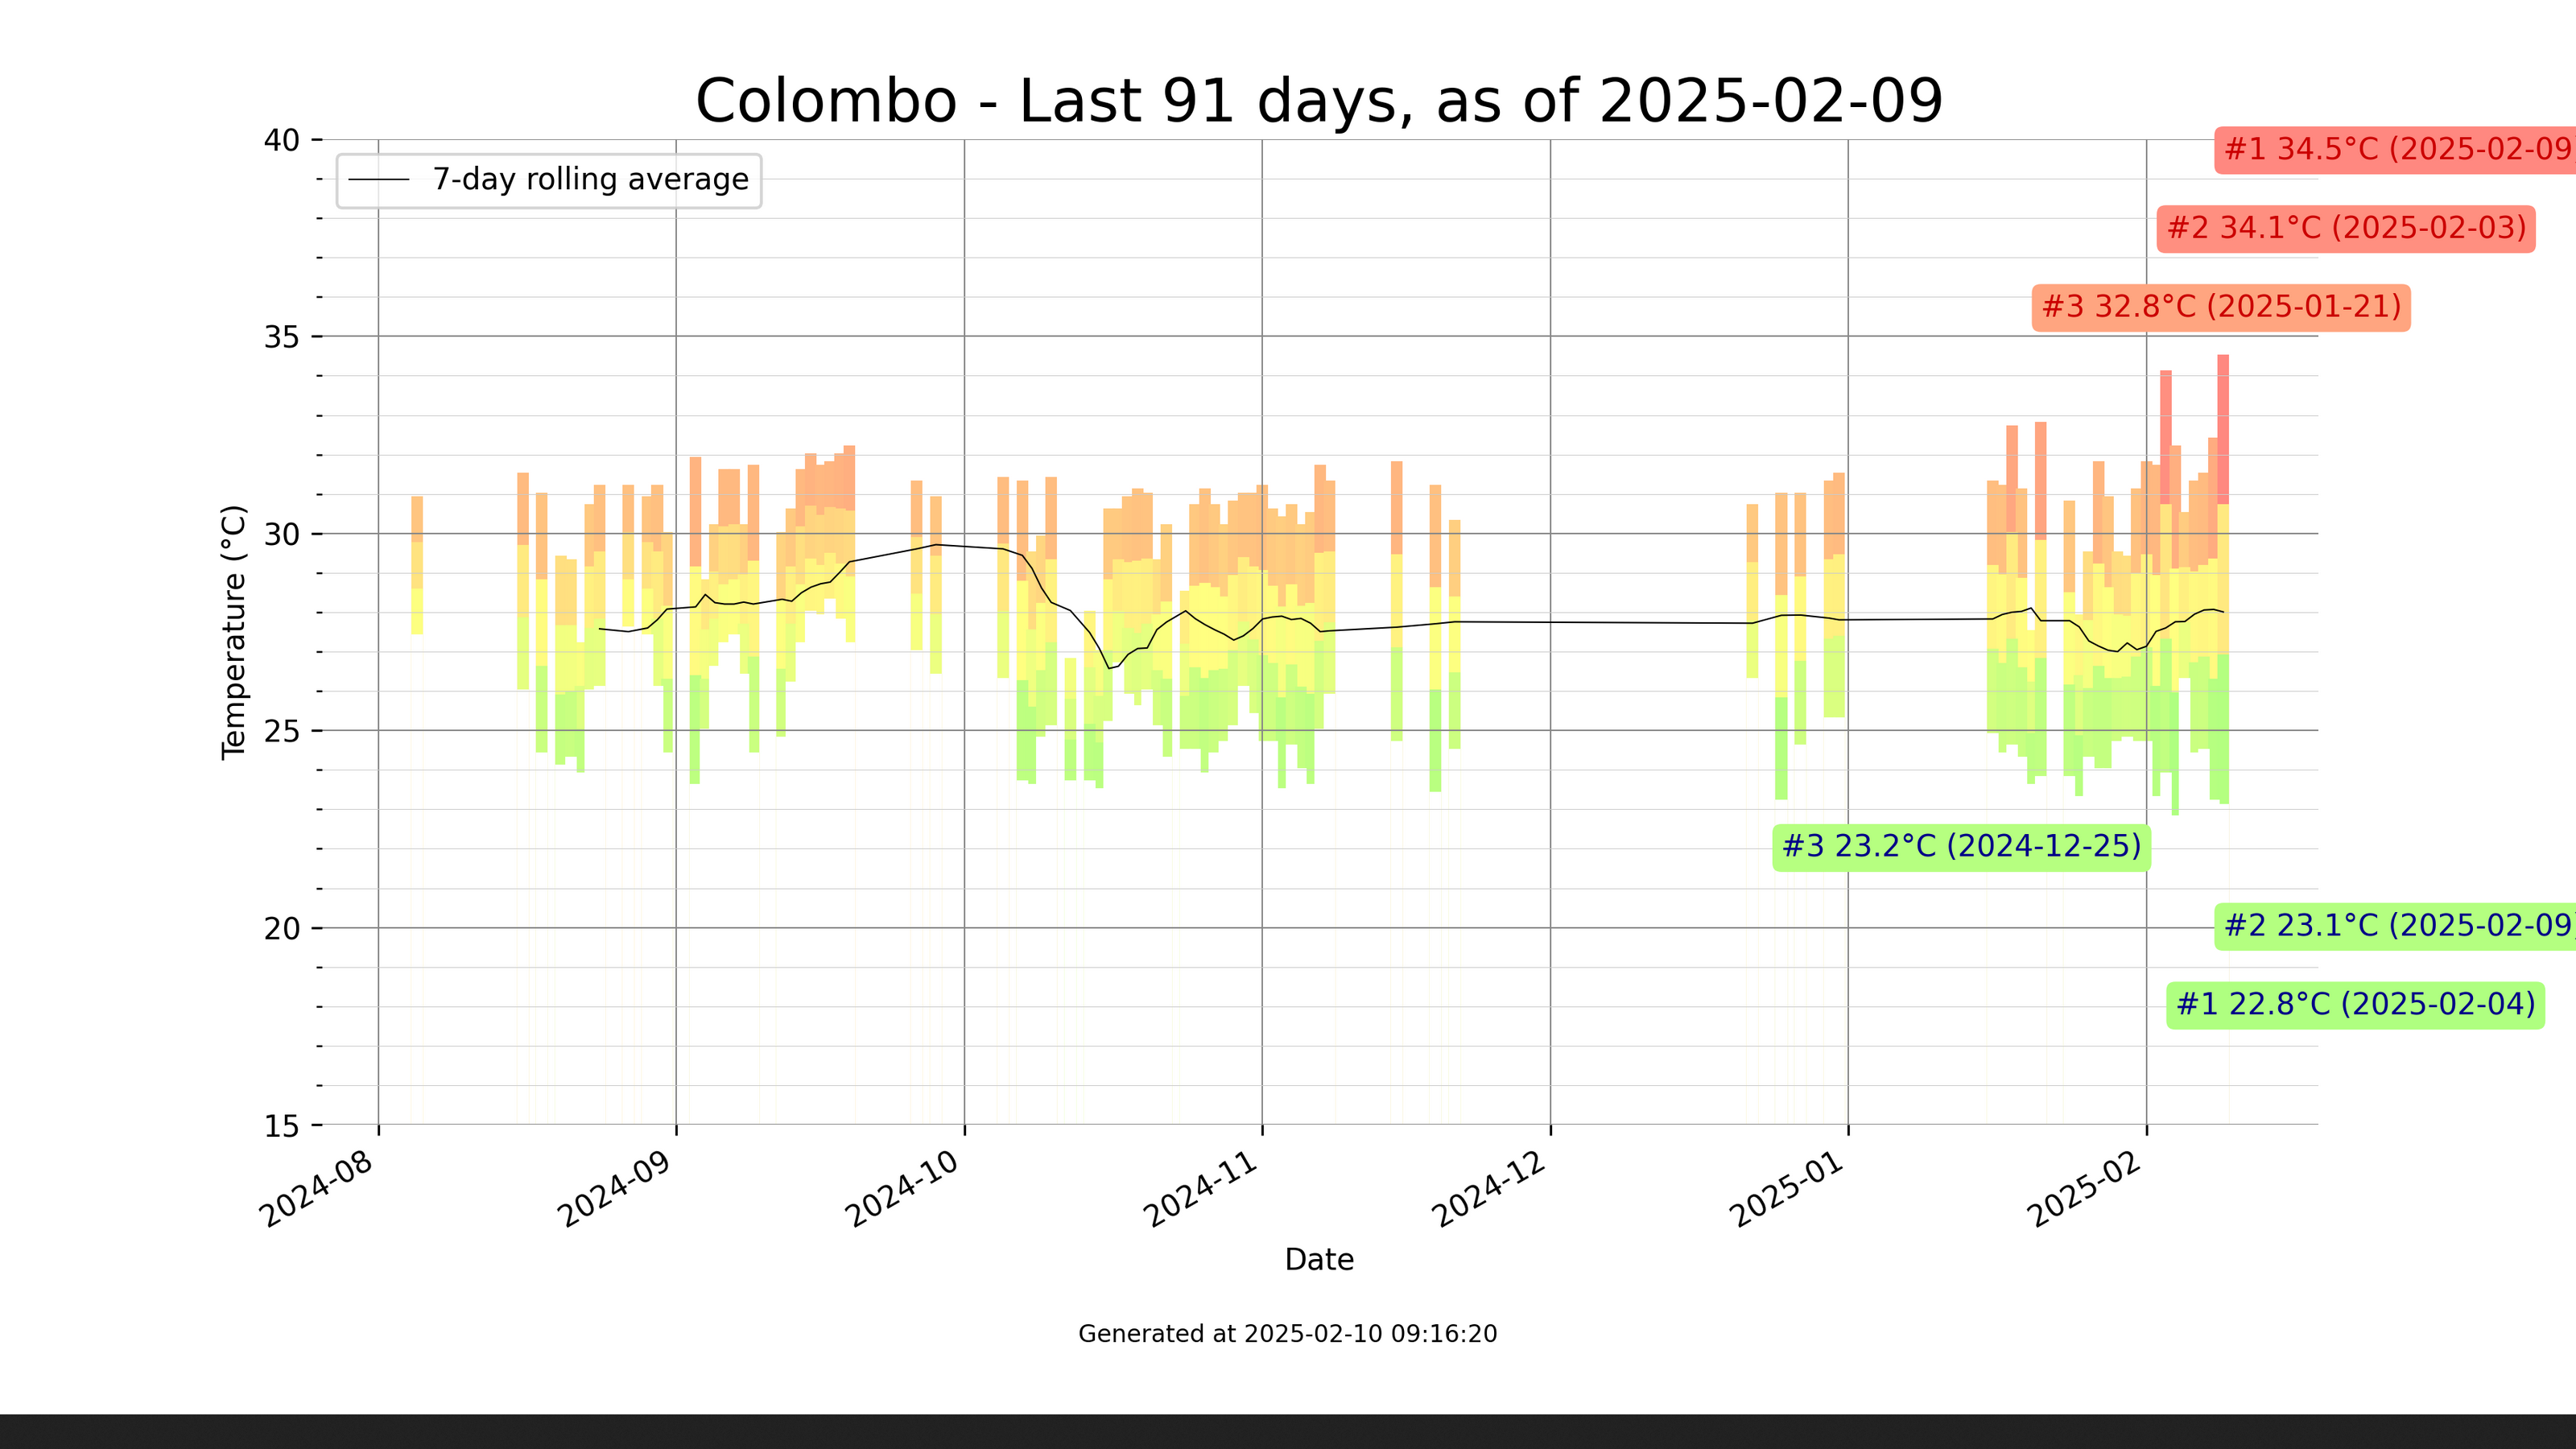 Colombo - Last 91 days, as of 2025-02-09
7-day rolling average
#1 34.5°C (2025-02-09)
#2 34.1°C (2025-02-03)
#3 32.8°C (2025-01-21)
#3 23.2°C (2024-12-25)
#2 23.1°C (2025-02-09)
#1 22.8°C (2025-02-04)
Temperature (°C)
40
35
30
25
20
15
2024-08
2024-09
2024-10
2024-11
2024-12
2025-01
2025-02
Date
Generated at 2025-02-10 09:16:20